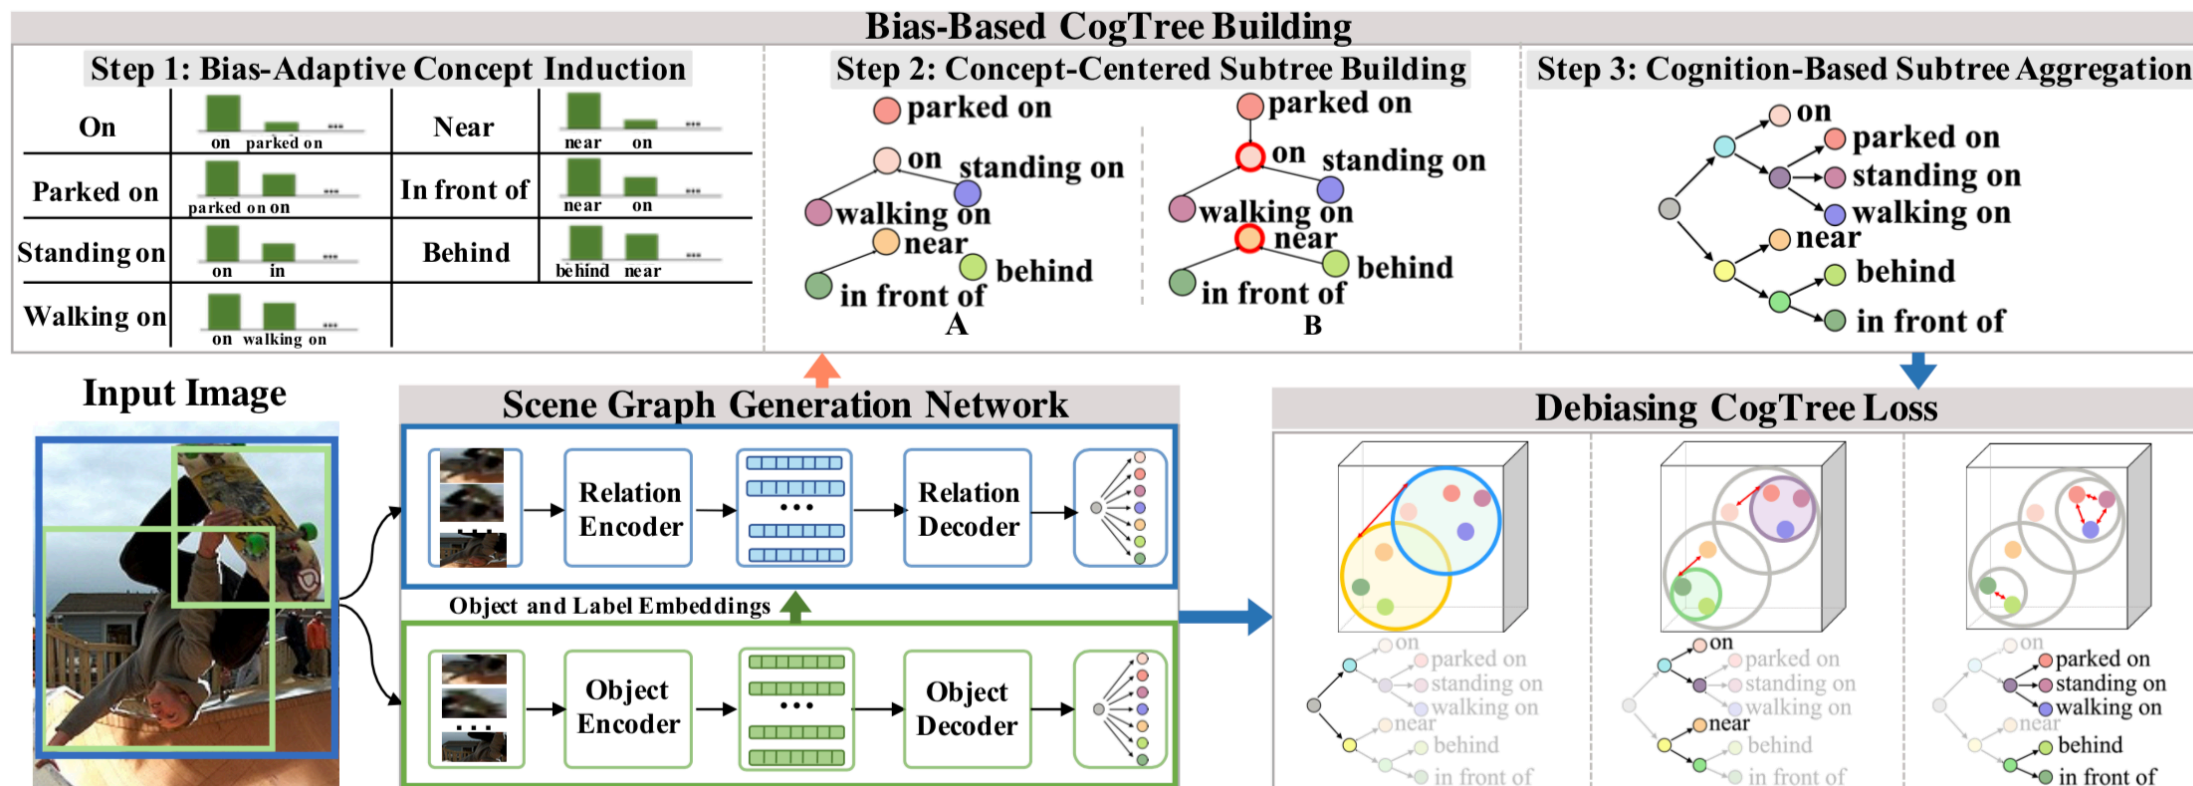 Bias-Based CogTree Building
Step 1: Bias-Adaptive Concept Induction
On
on parked on
...
Near
near on
...
Parked on
parked on on
...
In front of
near on
...
Standing on
on in
...
Behind
behind near
...
Walking on
on walking on
...
Step 2: Concept-Centered Subtree Building
parked on
on
standing on
walking on
near
behind
in front of
A
parked on
on
standing on
walking on
near
behind
in front of
B
Step 3: Cognition-Based Subtree Aggregation
on
parked on
standing on
walking on
near
behind
in front of
Input Image
Scene Graph Generation Network
Relation
Encoder
...
Relation
Decoder
Object and Label Embeddings
Object
Encoder
...
Object
Decoder
Debiasing CogTree Loss
on
parked on
standing on
walking on
near
behind
in front of
on
parked on
standing on
walking on
near
behind
in front of
on
parked on
standing on
walking on
near
behind
in front of